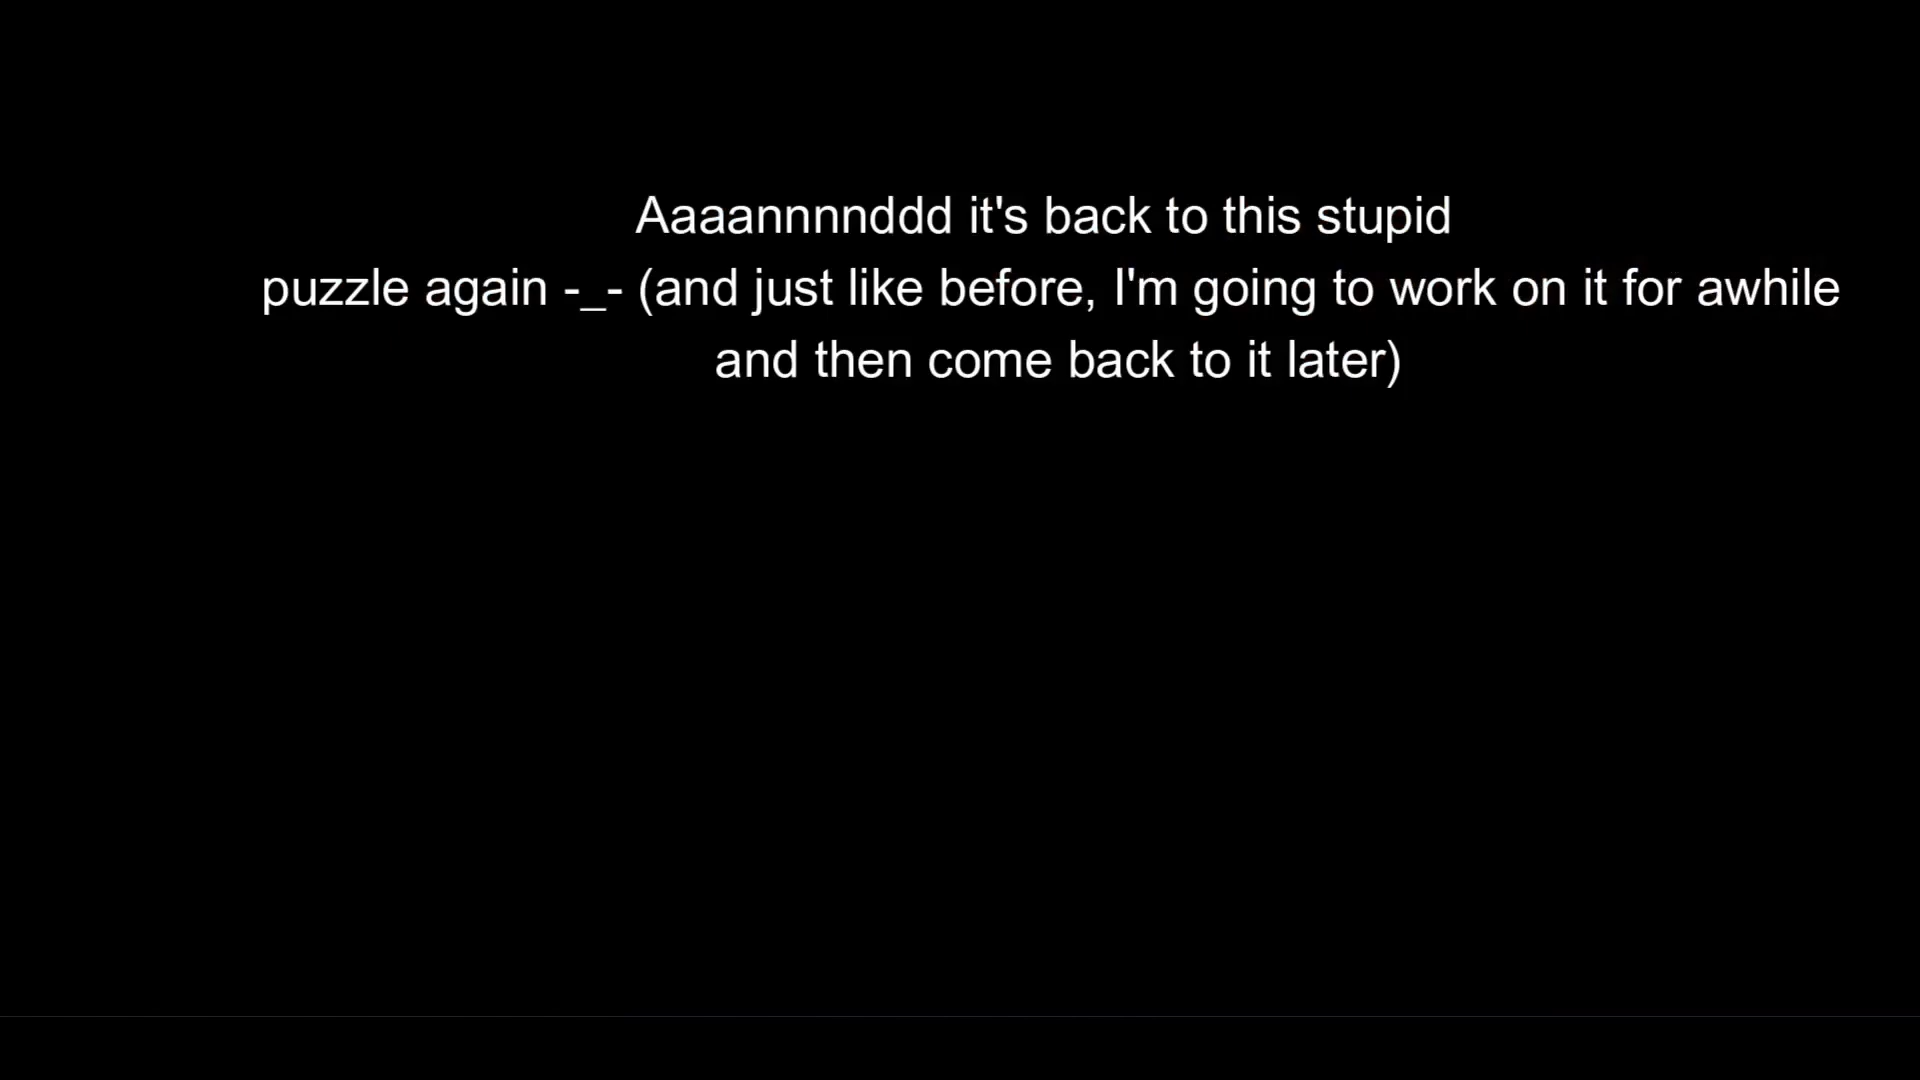 Aaaannnnddd it's back to this stupid
puzzle again -_- (and just like before, I'm going to work on it for awhile
and then come back to it later)